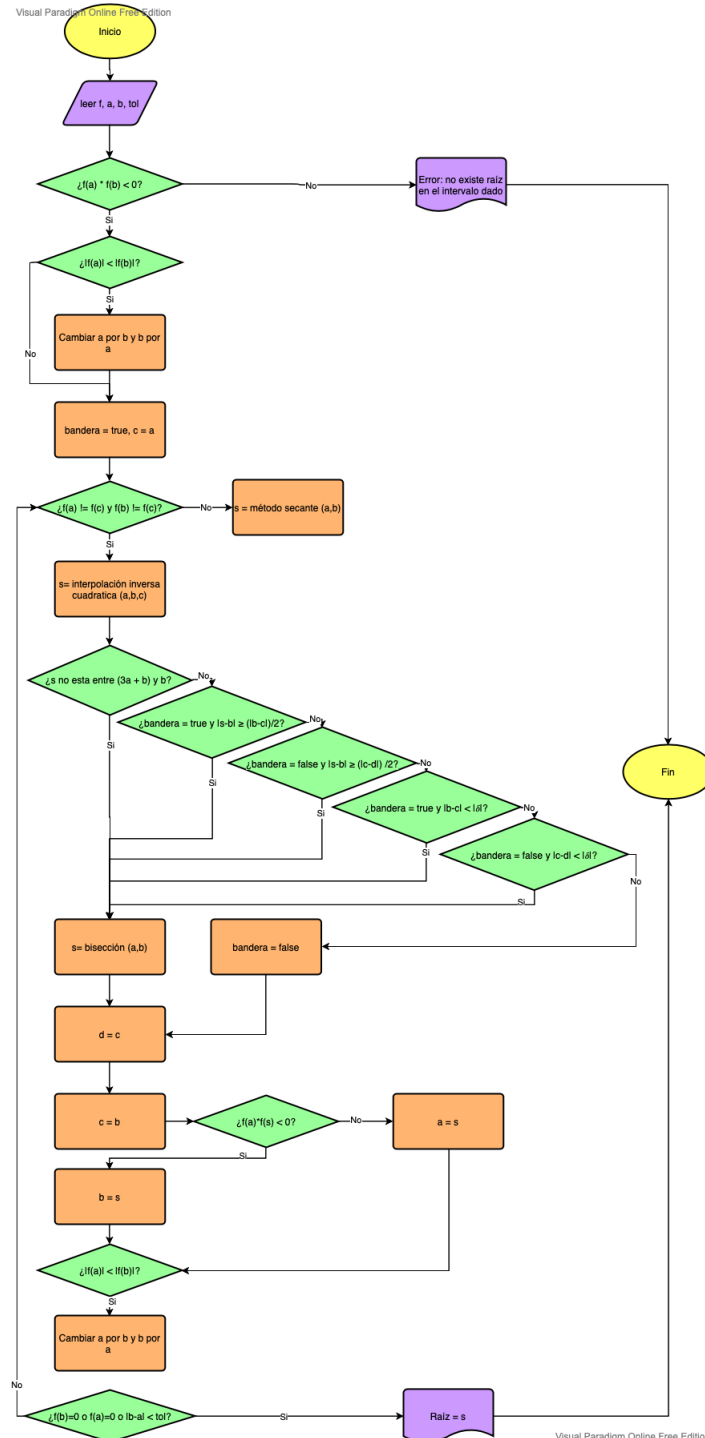 Visual Paradigm Online Free Edition
Inicio
leer f, a, b, tol
¿f(a) * f(b) < 0?
No
Error: no existe raíz
en el intervalo dado
Si
¿|f(a)| < |f(b)|?
Si
No
Cambiar a por b y b por
a
bandera = true, c = a
¿f(a) != f(c) y f(b) != f(c)?
No
s = método secante (a,b)
Si
s= interpolación inversa
cuadratica (a,b,c)
¿s no esta entre (3a + b) y b?
No
¿bandera = true y |s-b| ≥ (|b-c|)/2?
No
Si
¿bandera = false y |s-b| ≥ (|c-d|) /2?
No
Si
Fin
¿bandera = true y |b-c| < |δ|?
No
Si
¿bandera = false y |c-d| < |δ|?
Si
No
Si
s= bisección (a,b)
bandera = false
d = c
c = b
¿f(a)*f(s) < 0?
No
a = s
Si
b = s
¿|f(a)| < |f(b)|?
Si
Cambiar a por b y b por
a
No
¿f(b)=0 o f(a)=0 o |b-a| < tol?
Si
Raíz = s
Visual Paradigm Online Free Edition